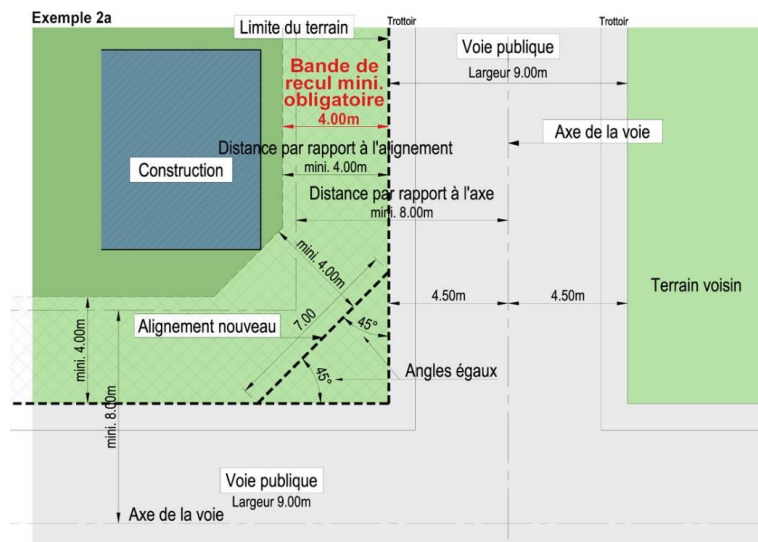 Exemple 2a
Trottoir
Trottoir
Limite du terrain
Voie publique
Largeur 9.00m
Bande de
recul mini.
obligatoire
4.00m
Axe de la voie
Distance par rapport à l'alignement
mini. 4.00m
Construction
Distance par rapport à l'axe
mini. 8.00m
mini. 4.00m
Terrain voisin
4.50m
4.50m
Alignement nouveau
7.00
45°
45°
Angles égaux
mini. 4.00m
mini. 8.00m
Voie publique
Largeur 9.00m
Axe de la voie